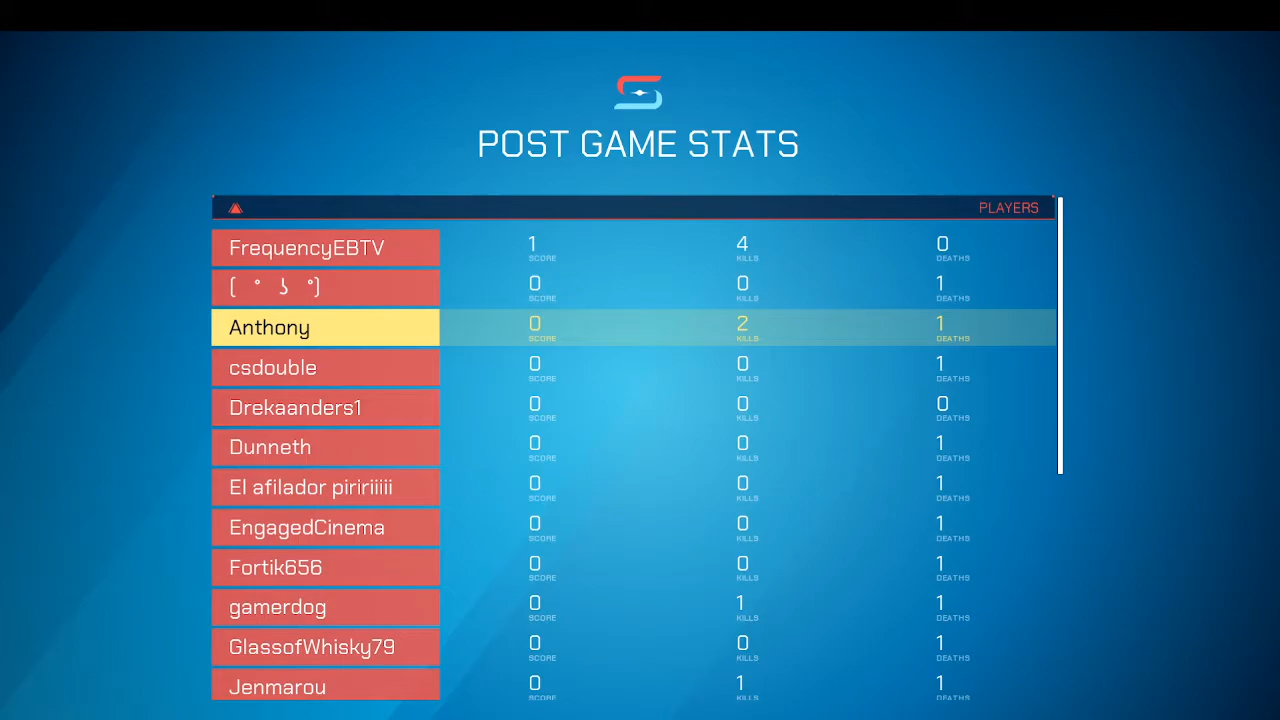 POST GAME STATS
PLAYERS
FrequencyEBTV 1 SCORE 4 KILLS 0 DEATHS
( ° ʖ °) 0 SCORE 0 KILLS 1 DEATHS
Anthony 0 SCORE 2 KILLS 1 DEATHS
csdouble 0 SCORE 0 KILLS 1 DEATHS
Drekaanders1 0 SCORE 0 KILLS 0 DEATHS
Dunneth 0 SCORE 0 KILLS 1 DEATHS
El afilador piririiiii 0 SCORE 0 KILLS 1 DEATHS
EngagedCinema 0 SCORE 0 KILLS 1 DEATHS
Fortik656 0 SCORE 0 KILLS 1 DEATHS
gamerdog 0 SCORE 1 KILLS 1 DEATHS
GlassofWhisky79 0 SCORE 0 KILLS 1 DEATHS
Jenmarou 0 SCORE 1 KILLS 1 DEATHS